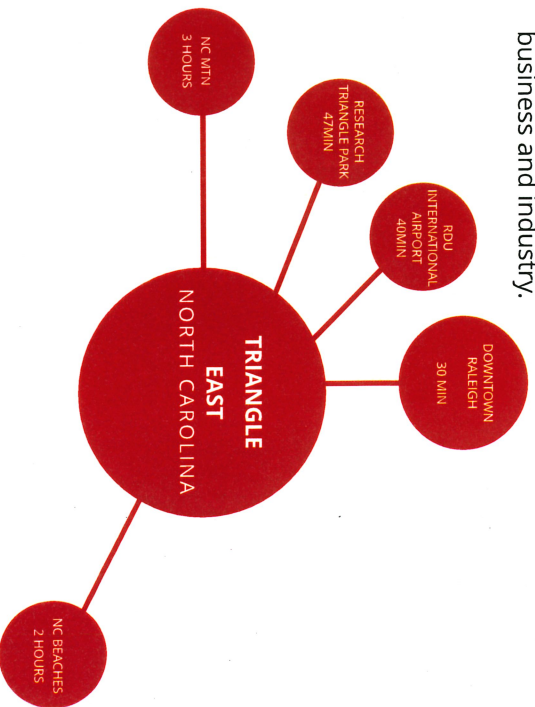 business and industry.
NC MTN
3 HOURS
RESEARCH
TRIANGLE PARK
47MIN
RDU
INTERNATIONAL
AIRPORT
40MIN
DOWNTOWN
RALEIGH
30 MIN
TRIANGLE
EAST
NORTH CAROLINA
NC BEACHES
2 HOURS